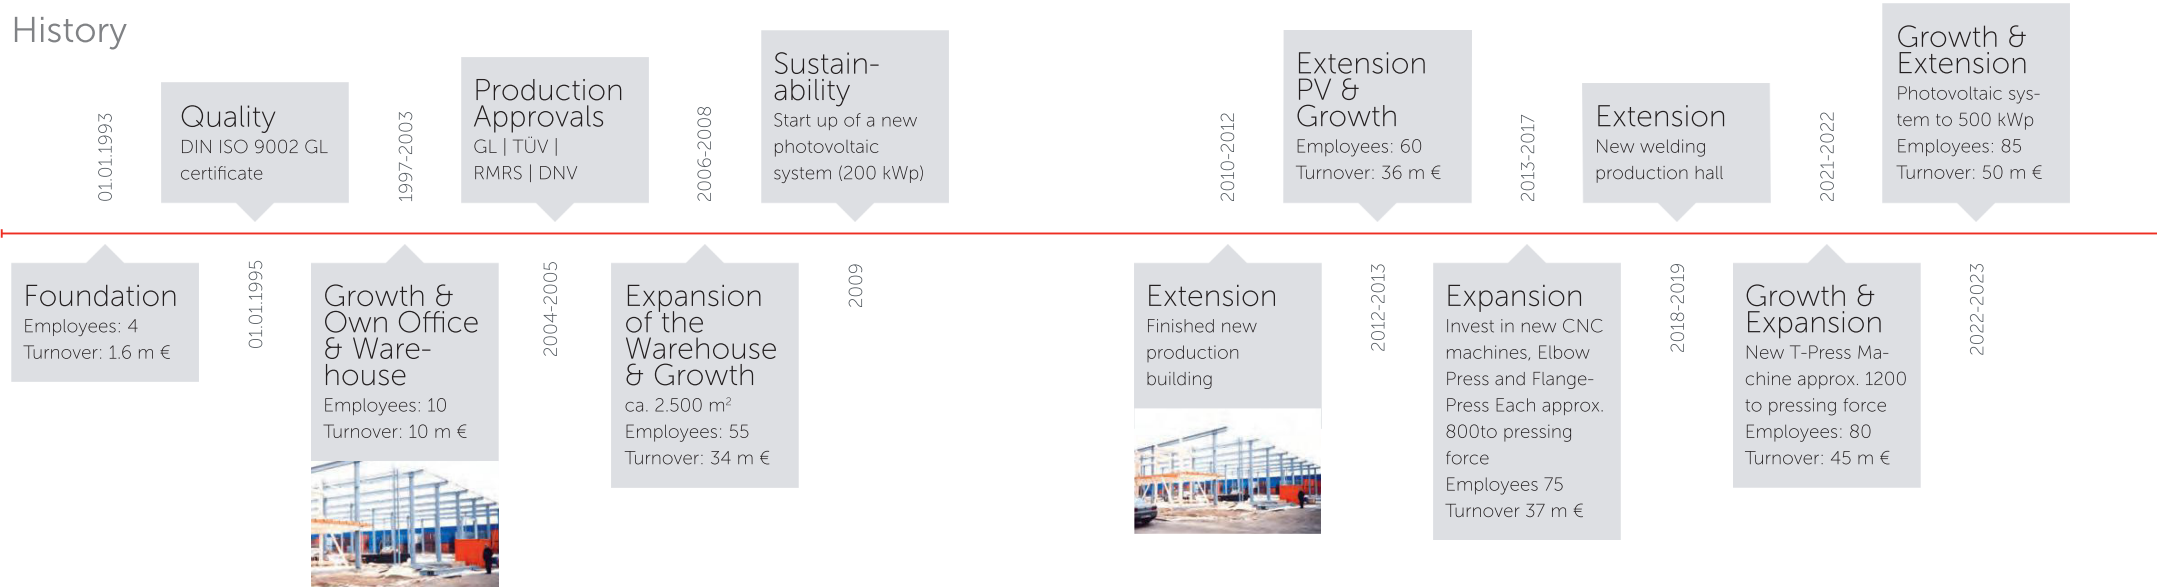 History
01.01.1993
Foundation
Employees: 4
Turnover: 1.6 m €
Quality
DIN ISO 9002 GL
certificate
01.01.1995
1997-2003
Growth &
Own Office
& Ware-
house
Employees: 10
Turnover: 10 m €
Production
Approvals
GL | TÜV |
RMRS | DNV
2004-2005
2006-2008
Expansion
of the
Warehouse
& Growth
ca. 2.500 m²
Employees: 55
Turnover: 34 m €
Sustain-
ability
Start up of a new
photovoltaic
system (200 kWp)
2009
2010-2012
Extension
Finished new
production
building
Extension
PV &
Growth
Employees: 60
Turnover: 36 m €
2012-2013
2013-2017
Expansion
Invest in new CNC
machines, Elbow
Press and Flange-
Press Each approx.
800to pressing
force
Employees 75
Turnover 37 m €
Extension
New welding
production hall
2018-2019
2021-2022
Growth &
Expansion
New T-Press Ma-
chine approx. 1200
to pressing force
Employees: 80
Turnover: 45 m €
Growth &
Extension
Photovoltaic sys-
tem to 500 kWp
Employees: 85
Turnover: 50 m €
2022-2023